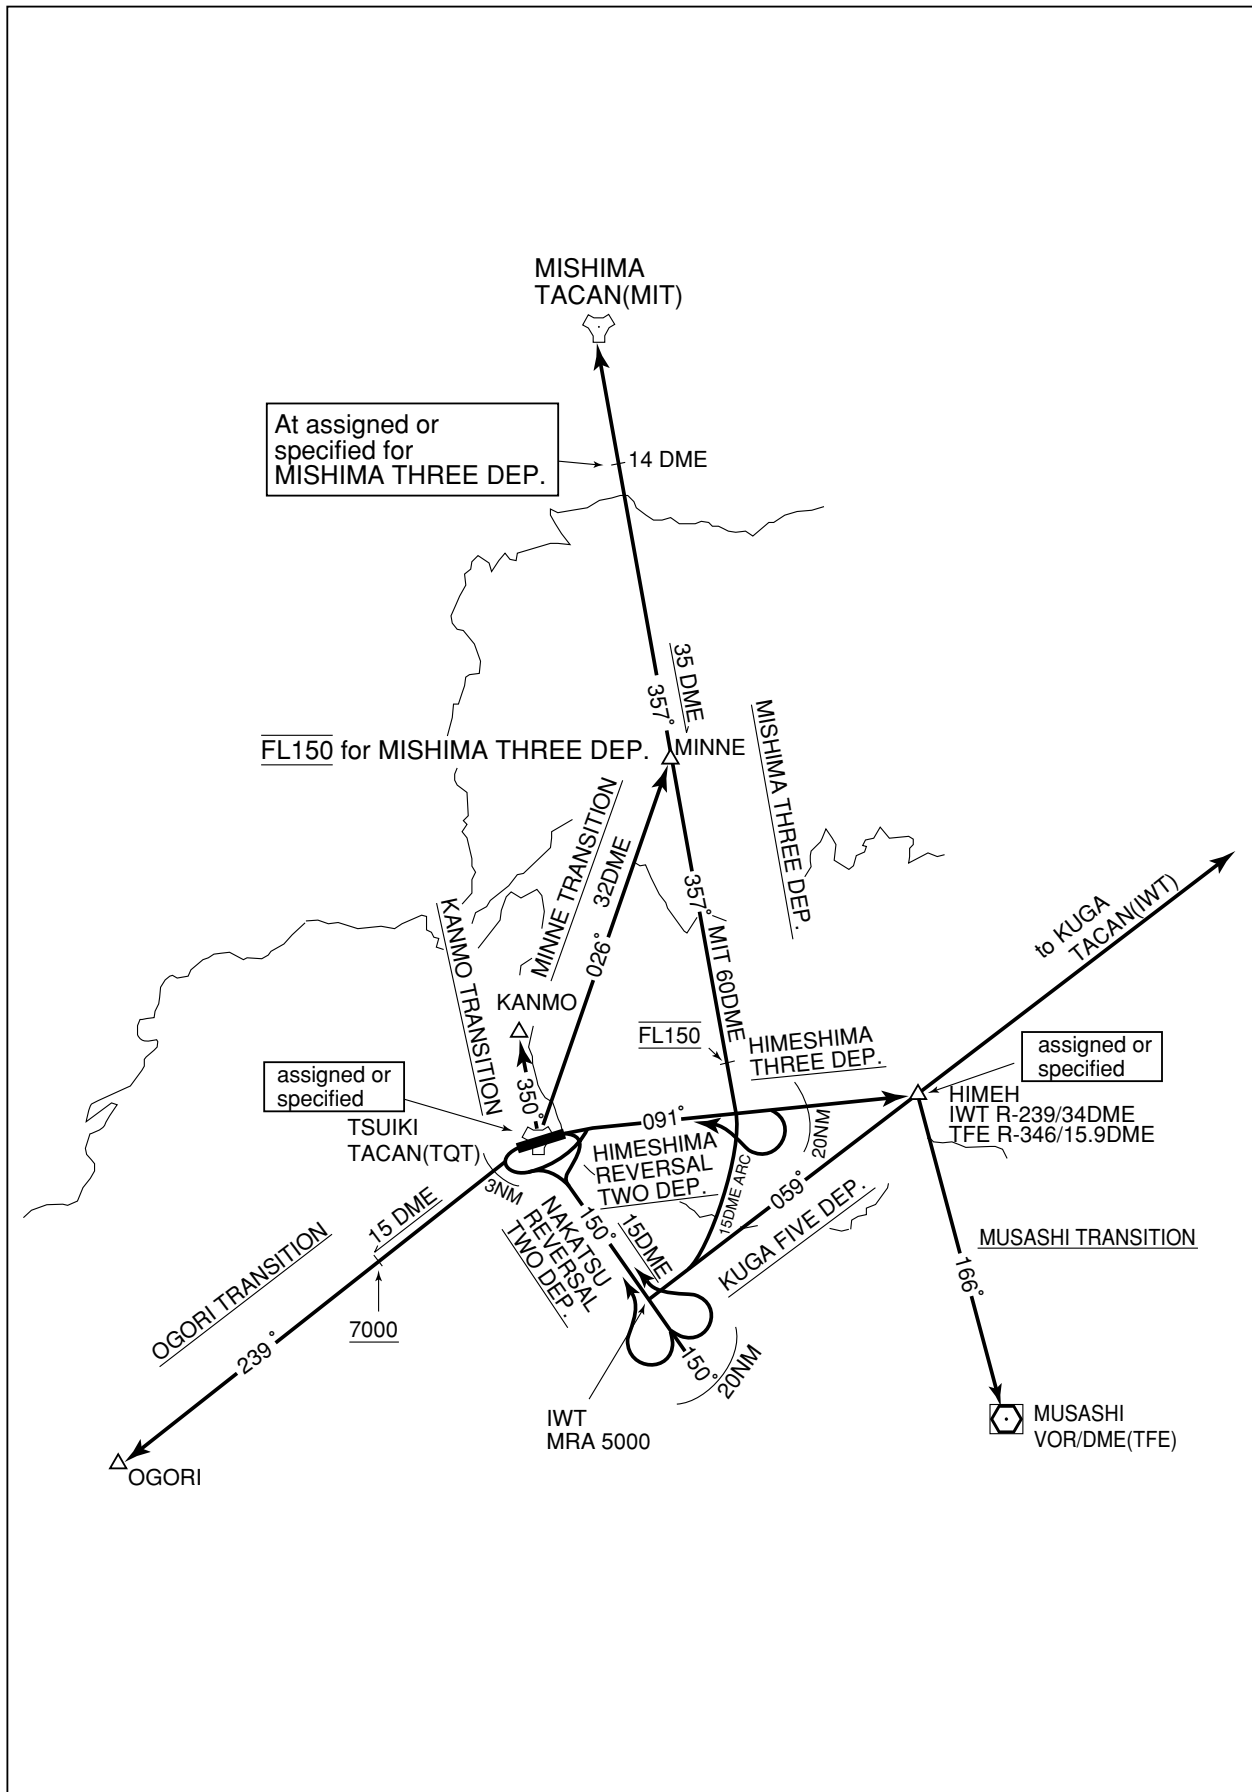 MISHIMA
TACAN(MIT)
At assigned or
specified for
MISHIMA THREE DEP.
14 DME
35 DME
357°
MINNE
FL150 for MISHIMA THREE DEP.
MISHIMA THREE DEP.
MINNE TRANSITION
32DME
026°
357° MIT 60DME
KANMO TRANSITION
KANMO
350°
to KUGA
TACAN(IWT)
FL150
HIMESHIMA
THREE DEP.
assigned or
specified
assigned or
specified
HIMEH
IWT R-239/34DME
TFE R-346/15.9DME
TSUIKI
TACAN(TQT)
091°
20NM
HIMESHIMA
REVERSAL
TWO DEP.
3NM
15DME ARC
059°
KUGA FIVE DEP.
NAKATSU
REVERSAL
TWO DEP.
150°
15DME
15 DME
OGORI TRANSITION
239°
7000
MUSASHI TRANSITION
166°
150°
20NM
IWT
MRA 5000
MUSASHI
VOR/DME(TFE)
OGORI